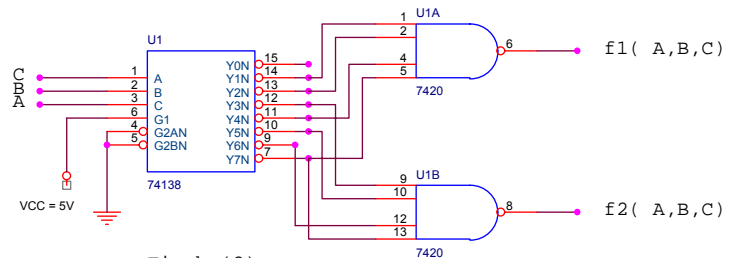 U1A
1
2
4
5
6
7420
f1( A,B,C)
U1
C
B
A
1
2
3
6
4
5
A
B
C
G1
G2AN
G2BN
Y0N
Y1N
Y2N
Y3N
Y4N
Y5N
Y6N
Y7N
15
14
13
12
11
10
9
7
74138
VCC = 5V
U1B
9
10
12
13
8
7420
f2( A,B,C)